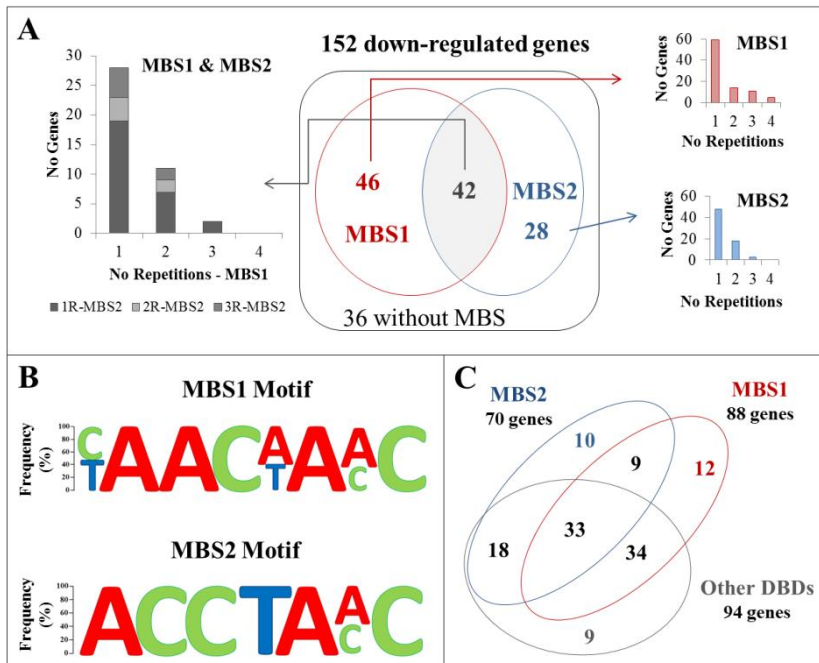 A
152 down-regulated genes
MBS1 & MBS2
No Genes
30
25
20
15
10
5
0
1 2 3 4
No Repetitions - MBS1
1R-MBS2 2R-MBS2 3R-MBS2
46
MBS1
42
MBS2
28
36 without MBS
MBS1
No Genes
60
40
20
0
1 2 3 4
No Repetitions
MBS2
No Genes
60
40
20
0
1 2 3 4
No Repetitions
B
MBS1 Motif
Frequency
(%)
100
80
60
40
20
0
CTAACATAACC
MBS2 Motif
Frequency
(%)
100
80
60
40
20
0
ACCTAACC
C
MBS2
70 genes
MBS1
88 genes
10
9
12
33
18
34
Other DBDs
94 genes
9